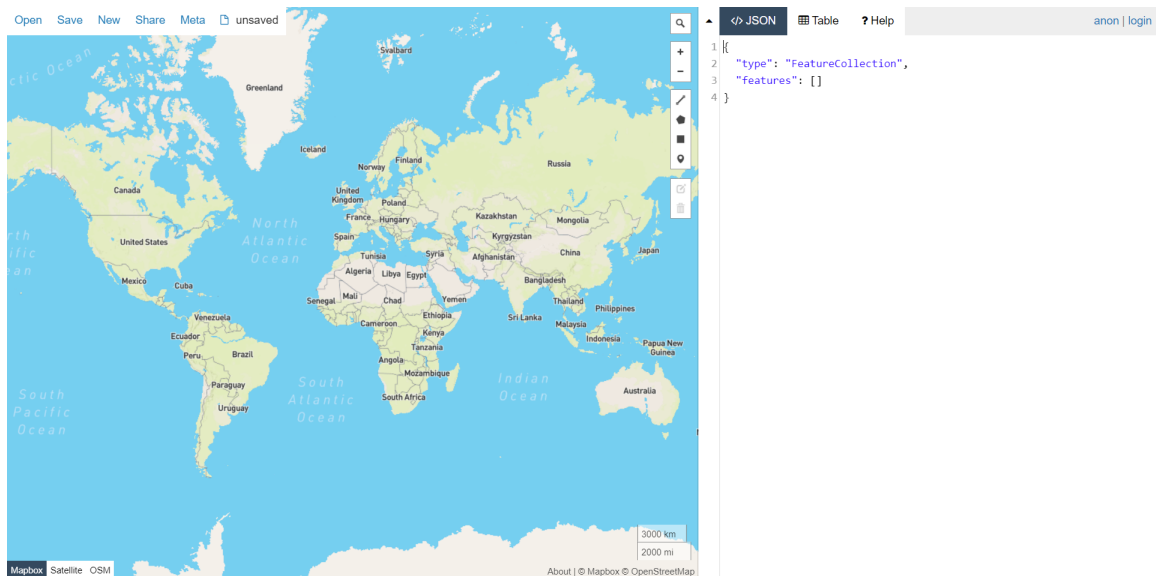 Open Save New Share Meta unsaved
</> JSON Table ? Help
anon | login
1 {
2 "type": "FeatureCollection",
3 "features": []
4 }
+
−
ctic Ocean
Svalbard
Greenland
Iceland
Finland
Norway
Russia
Canada
United
Kingdom
Poland
France
Hungary
Kazakhstan
Mongolia
North
Atlantic
Ocean
rth
ific
ean
United States
Spain
Kyrgyzstan
Japan
China
Tunisia
Syria
Afghanistan
Algeria
Libya
Egypt
Mexico
Cuba
Bangladesh
Senegal
Mali
Chad
Yemen
Thailand
Philippines
Venezuela
Cameroon
Ethiopia
Sri Lanka
Malaysia
Ecuador
Kenya
Indonesia
Papua New
Guinea
Peru
Brazil
Tanzania
Angola
Mozambique
South
Pacific
Ocean
Paraguay
Uruguay
South
Atlantic
Ocean
South Africa
Indian
Ocean
Australia
3000 km
2000 mi
Mapbox Satellite OSM
About | © Mapbox © OpenStreetMap